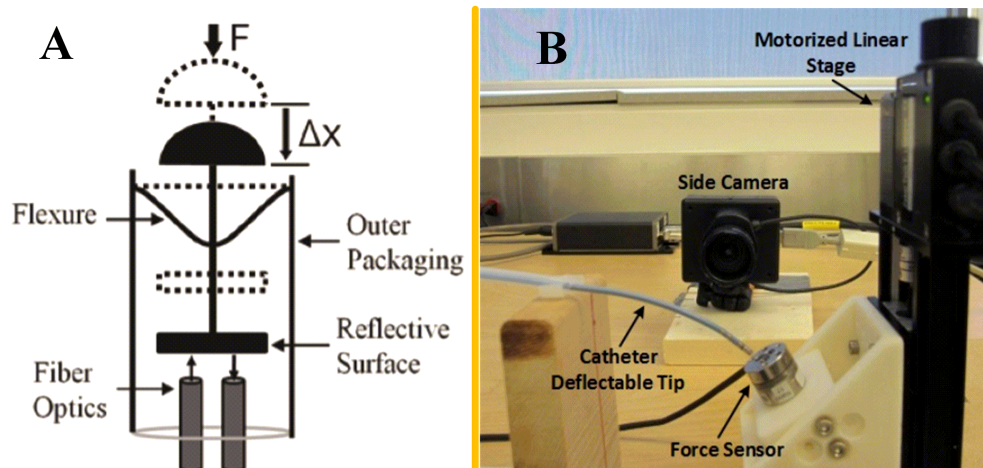 A
F
Δx
Flexure
Outer
Packaging
Reflective
Surface
Fiber
Optics
B
Motorized Linear
Stage
Side Camera
Catheter
Deflectable Tip
Force Sensor